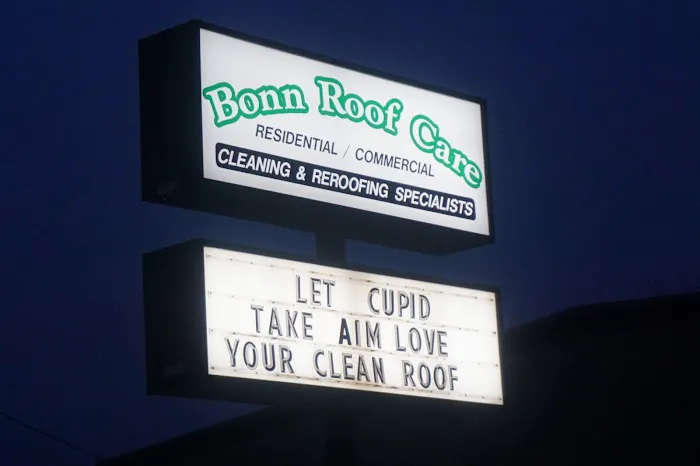 Bonn Roof Care
RESIDENTIAL / COMMERCIAL
CLEANING & REROOFING SPECIALISTS
LET CUPID
TAKE AIM LOVE
YOUR CLEAN ROOF